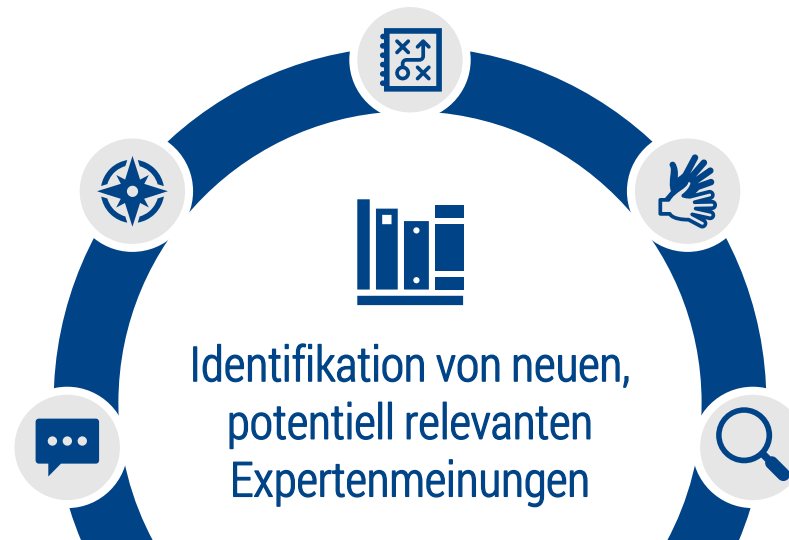 Identifikation von neuen,
potentiell relevanten
Expertenmeinungen